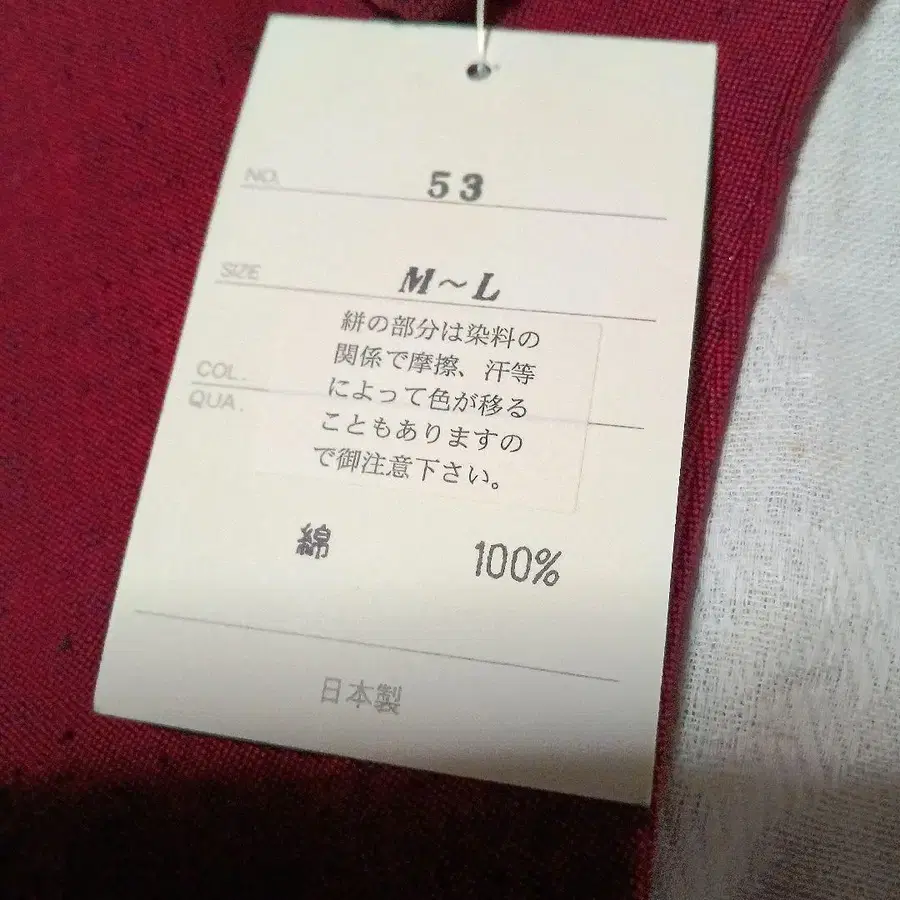 NO. 53
SIZE M~L
絣の部分は染料の
関係で摩擦、汗等
によって色が移る
こともありますの
で御注意下さい。
COL.
QUA.
綿 100%
日本製